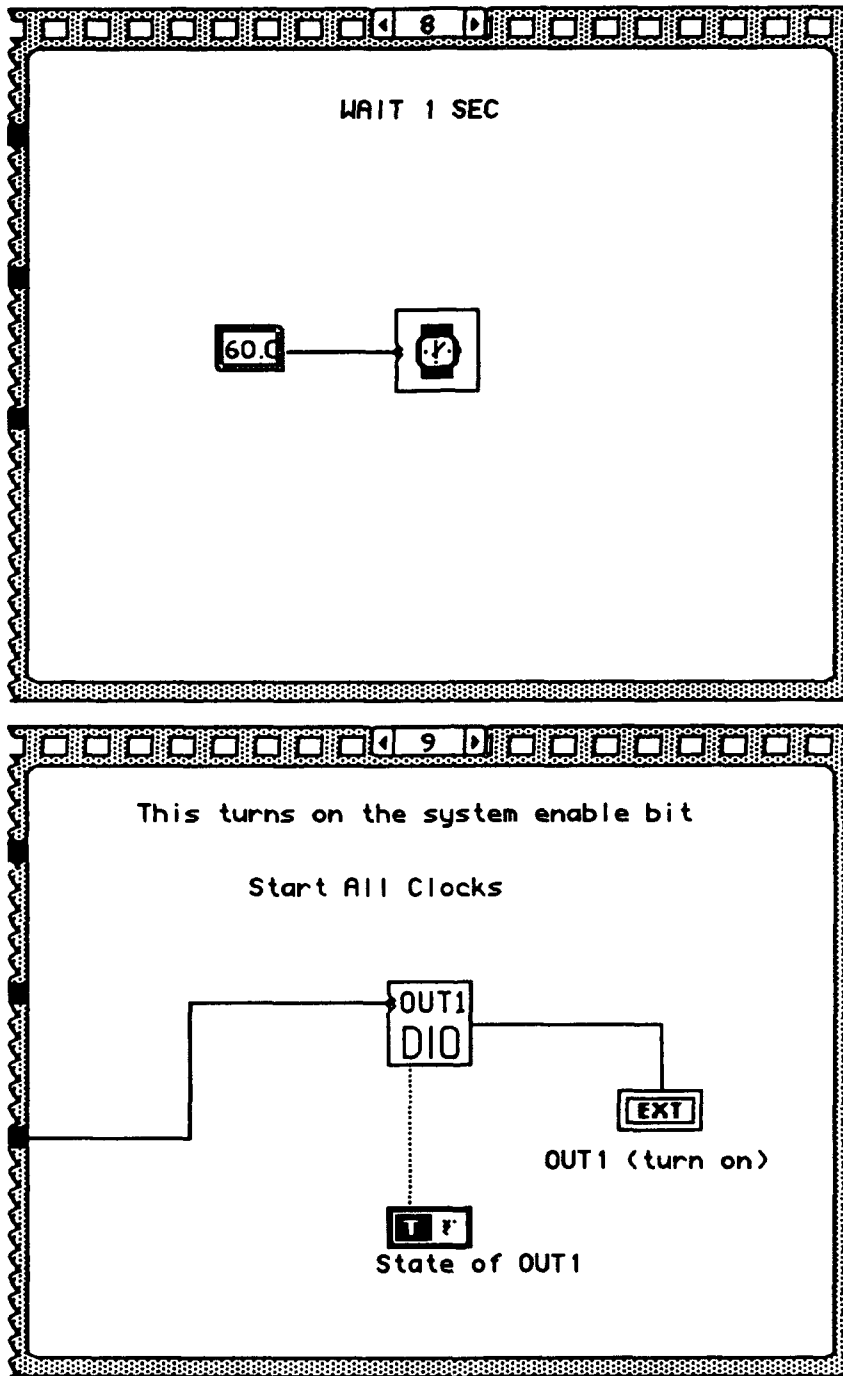 8
WAIT 1 SEC
60.0
9
This turns on the system enable bit
Start All Clocks
OUT1
DIO
EXT
OUT1 (turn on)
T F
State of OUT1